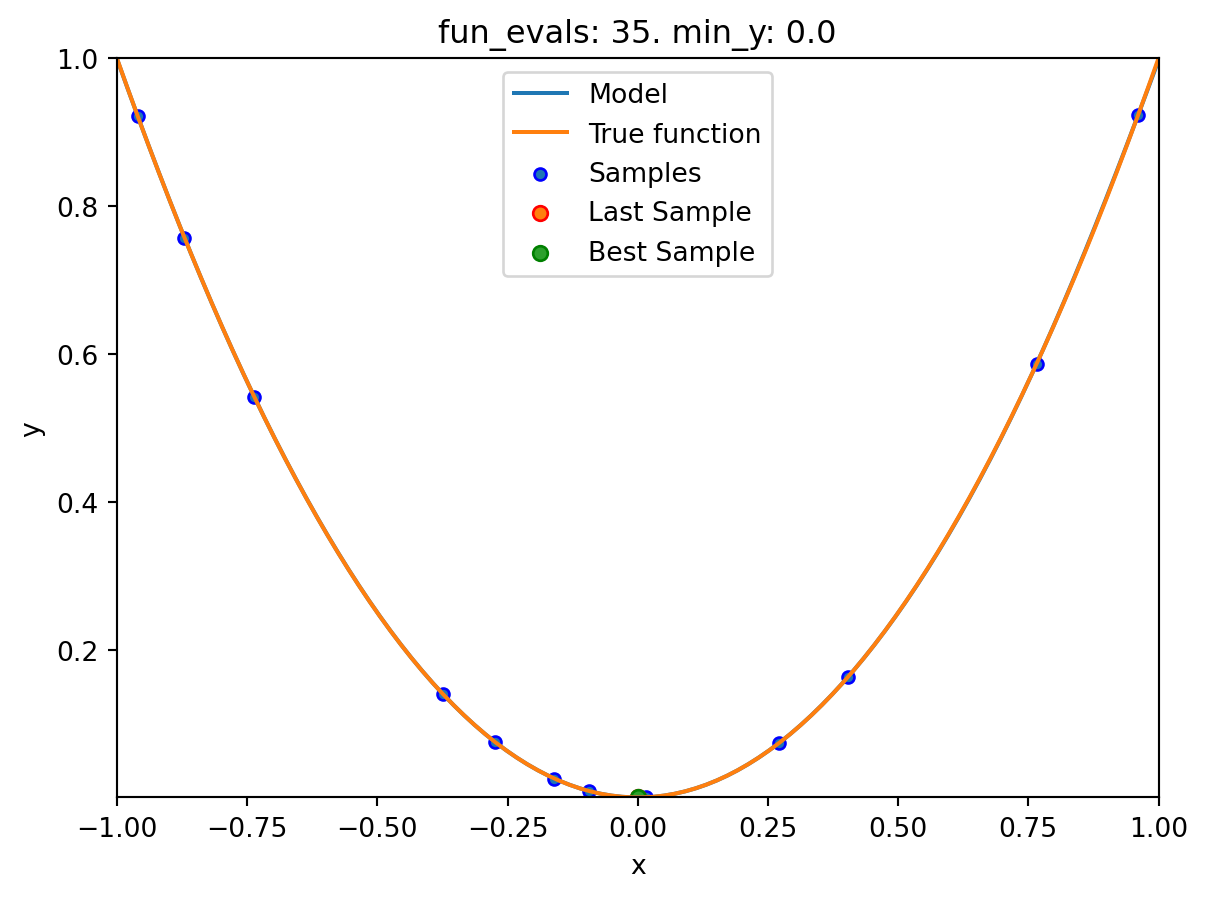 fun_evals: 35. min_y: 0.0
Model
True function
Samples
Last Sample
Best Sample
1.0
0.8
0.6
0.4
0.2
y
−1.00 −0.75 −0.50 −0.25 0.00 0.25 0.50 0.75 1.00
x